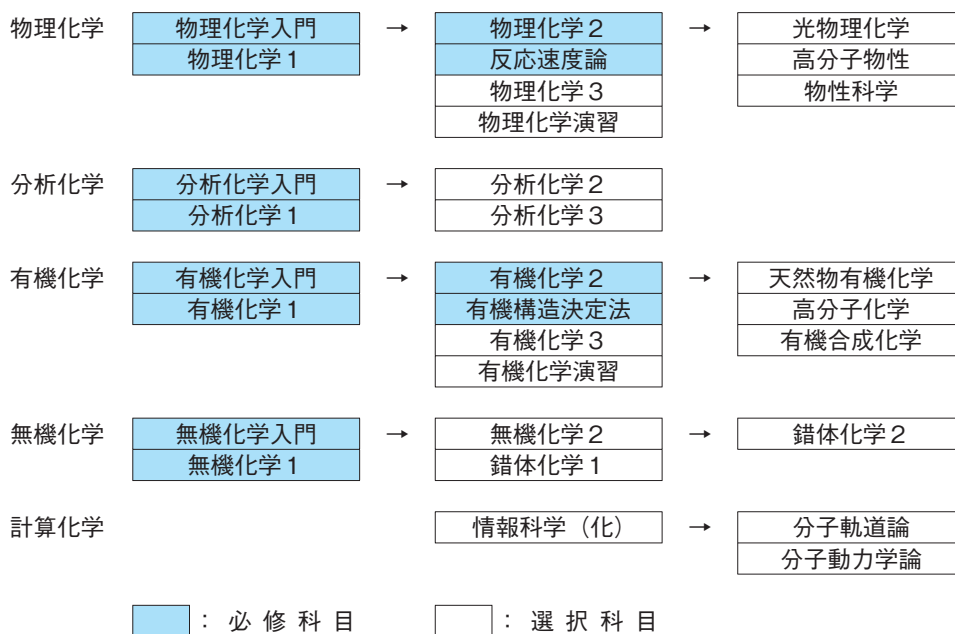 物理化学 物理化学入門 → 物理化学2 → 光物理化学
物理化学1 反応速度論 高分子物性
物理化学3 物性科学
物理化学演習
分析化学 分析化学入門 → 分析化学2
分析化学1 分析化学3
有機化学 有機化学入門 → 有機化学2 → 天然物有機化学
有機化学1 有機構造決定法 高分子化学
有機化学3 有機合成化学
有機化学演習
無機化学 無機化学入門 → 無機化学2 → 錯体化学2
無機化学1 錯体化学1
計算化学 情報科学（化） → 分子軌道論
分子動力学論
：必修科目 ：選択科目